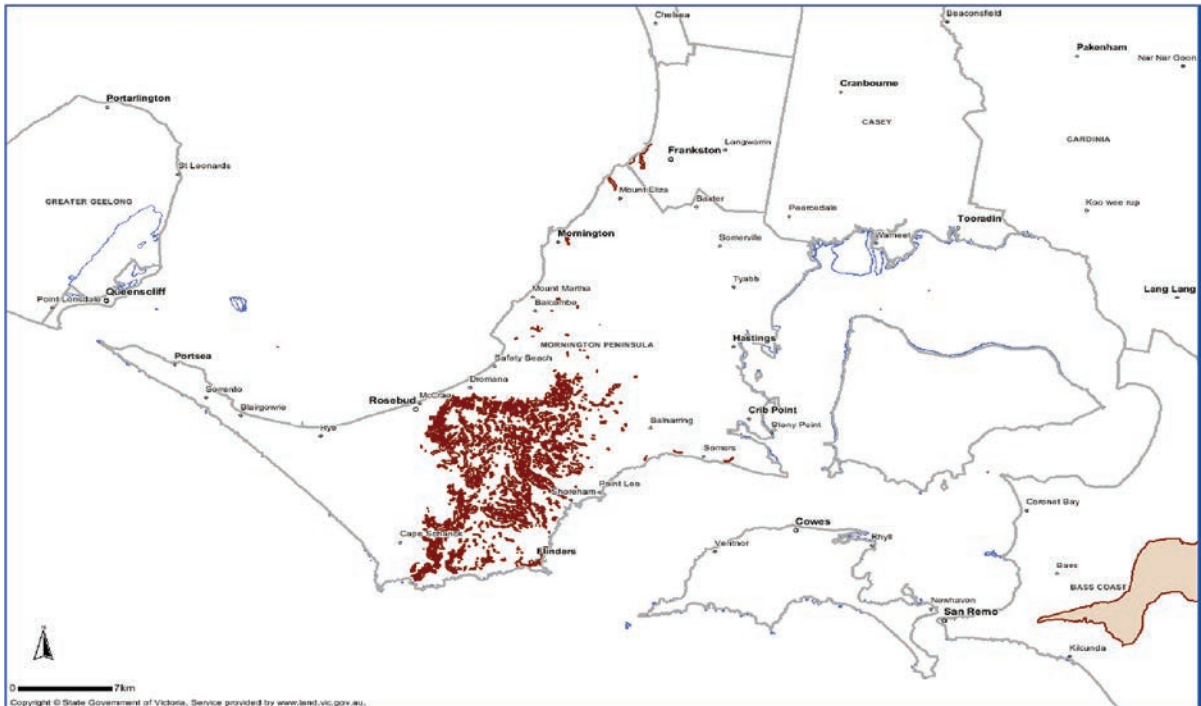 Chelsea
Beaconsfield
Pakenham
Nar Nar Goon
Portarlington
Cranbourne
CASEY
CARDINIA
Frankston
Langwarrin
St Leonards
Mount Eliza
GREATER GEELONG
Baxter
Pearcedale
Koo wee rup
Tooradin
Mornington
Somerville
Warneet
Tyabb
Mount Martha
Queenscliff
Point Lonsdale
Balcombe
Lang Lang
MORNINGTON PENINSULA
Hastings
Portsea
Safety Beach
Dromana
Sorrento
McCrae
Rosebud
Blairgowrie
Crib Point
Rye
Balnarring
Stony Point
Somers
Point Leo
Shoreham
Coronet Bay
Cowes
Cape Schanck
Rhyll
Ventnor
Flinders
Bass
BASS COAST
Newhaven
San Remo
Kilcunda
N
0 7km
Copyright © State Government of Victoria. Service provided by www.land.vic.gov.au.